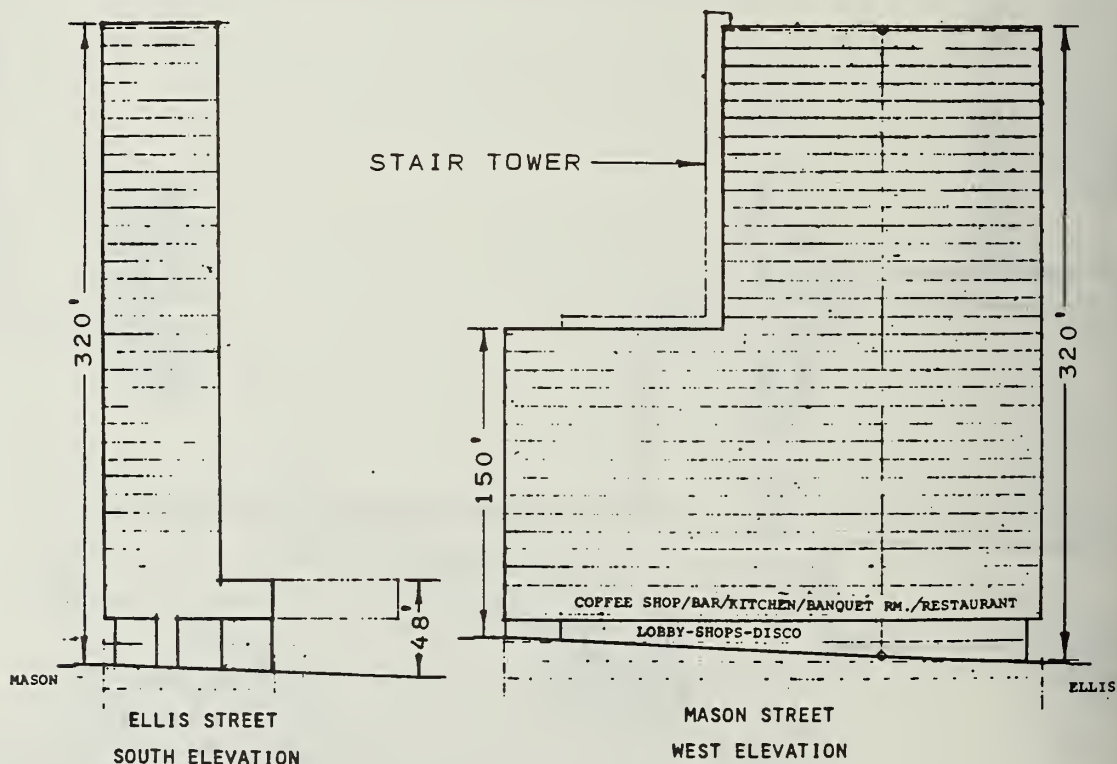 STAIR TOWER
320'
320'
150'
48'
COFFEE SHOP/BAR/KITCHEN/BANQUET RM./RESTAURANT
LOBBY-SHOPS-DISCO
MASON
ELLIS
ELLIS STREET
SOUTH ELEVATION
MASON STREET
WEST ELEVATION